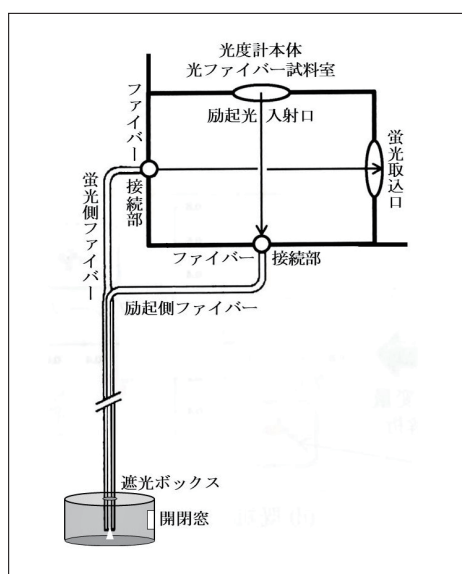 光度計本体
光ファイバー試料室
励起光 入射口
ファイバー
接続部
蛍光取込口
蛍光側ファイバー
ファイバー 接続部
励起側ファイバー
遮光ボックス
開閉窓